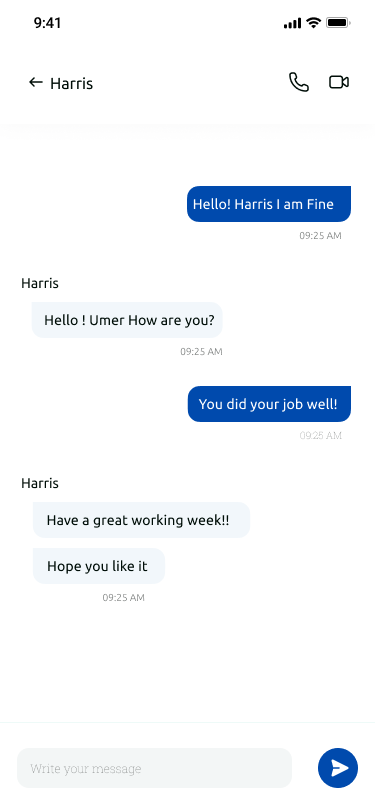 9:41
Harris
Hello! Harris I am Fine
09:25 AM
Harris
Hello ! Umer How are you?
09:25 AM
You did your job well!
09:25 AM
Harris
Have a great working week!!
Hope you like it
09:25 AM
Write your message